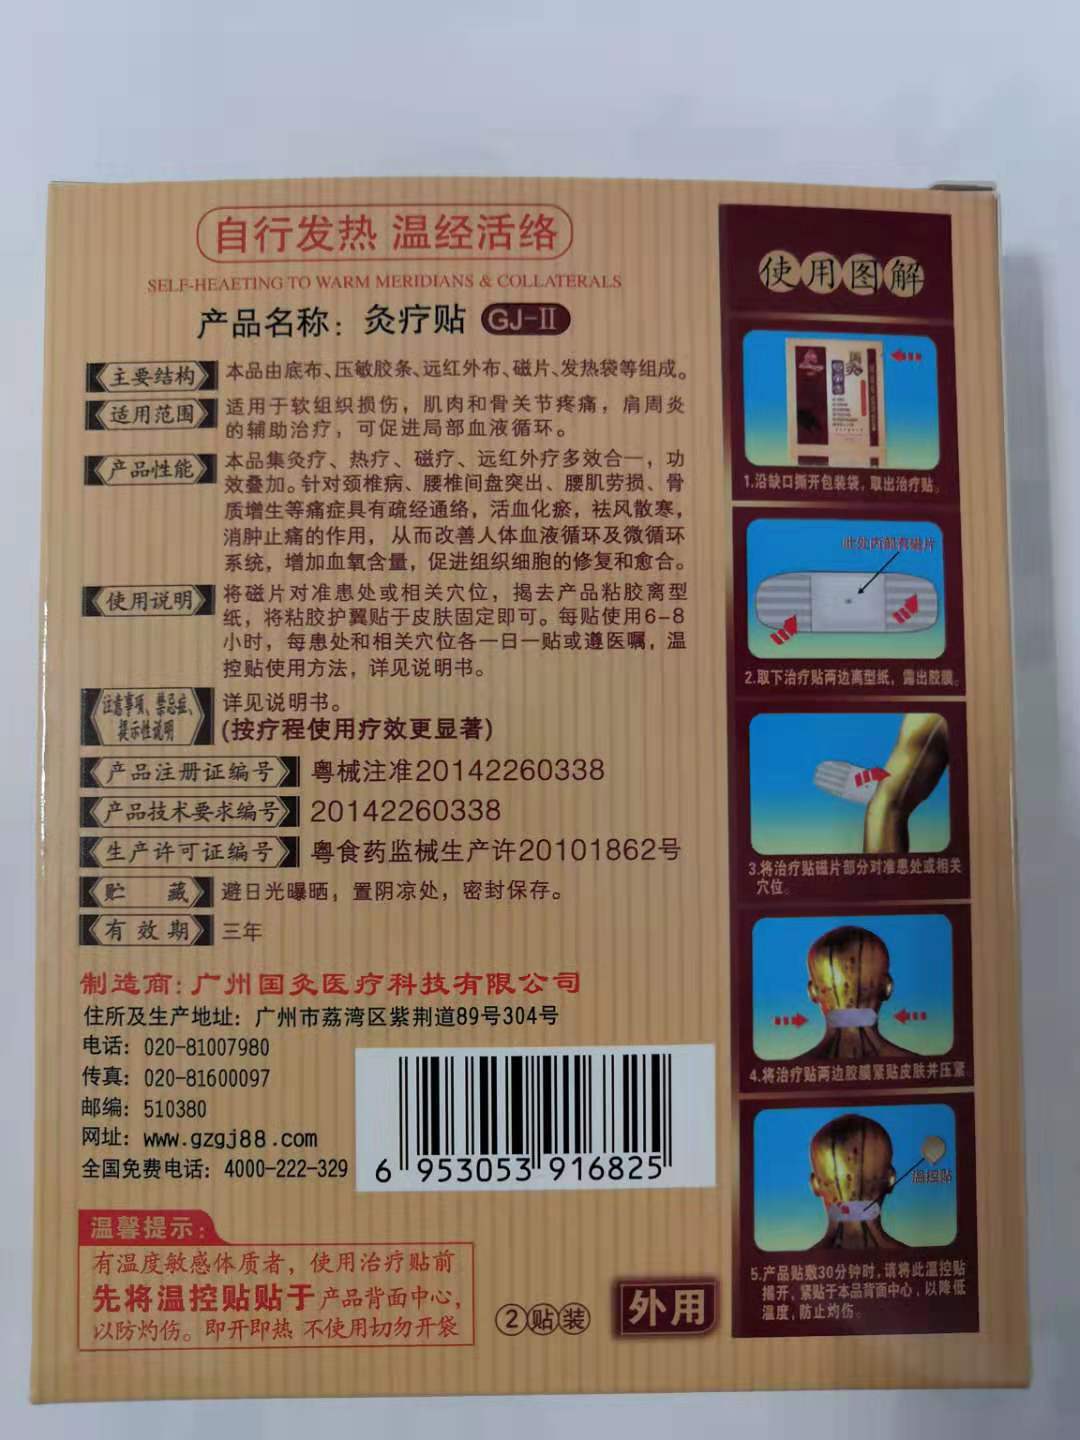 自行发热 温经活络
SELF-HEAETING TO WARM MERIDIANS & COLLATERALS
产品名称：灸疗贴 GJ-II
主要结构 本品由底布、压敏胶条、远红外布、磁片、发热袋等组成。
适用范围 适用于软组织损伤，肌肉和骨关节疼痛，肩周炎
的辅助治疗，可促进局部血液循环。
产品性能 本品集灸疗、热疗、磁疗、远红外疗多效合一，功
效叠加。针对颈椎病、腰椎间盘突出、腰肌劳损、骨
质增生等痛症具有疏经通络，活血化瘀，祛风散寒，
消肿止痛的作用，从而改善人体血液循环及微循环
系统，增加血氧含量，促进组织细胞的修复和愈合。
使用说明 将磁片对准患处或相关穴位，揭去产品粘胶离型
纸，将粘胶护翼贴于皮肤固定即可。每贴使用6-8
小时，每患处和相关穴位各一日一贴或遵医嘱，温
控贴使用方法，详见说明书。
注意事项、禁忌症、
提示性说明
详见说明书。
(按疗程使用疗效更显著)
产品注册证编号 粤械注准20142260338
产品技术要求编号 20142260338
生产许可证编号 粤食药监械生产许20101862号
贮 藏 避日光曝晒，置阴凉处，密封保存。
有效期 三年
制造商：广州国灸医疗科技有限公司
住所及生产地址：广州市荔湾区紫荆道89号304号
电话：020-81007980
传真：020-81600097
邮编：510380
网址：www.gzgj88.com
全国免费电话：4000-222-329
6 953053 916825
温馨提示：
有温度敏感体质者，使用治疗贴前
先将温控贴贴于产品背面中心，
以防灼伤。即开即热 不使用切勿开袋
2贴装
外用
使用图解
1.沿缺口撕开包装袋，取出治疗贴。
此处内部有磁片
2.取下治疗贴两边离型纸，露出胶膜。
3.将治疗贴磁片部分对准患处或相关
穴位。
4.将治疗贴两边胶膜紧贴皮肤并压紧
温控贴
5.产品贴敷30分钟时，请将此温控贴
揭开，紧贴于本品背面中心，以降低
温度，防止灼伤。